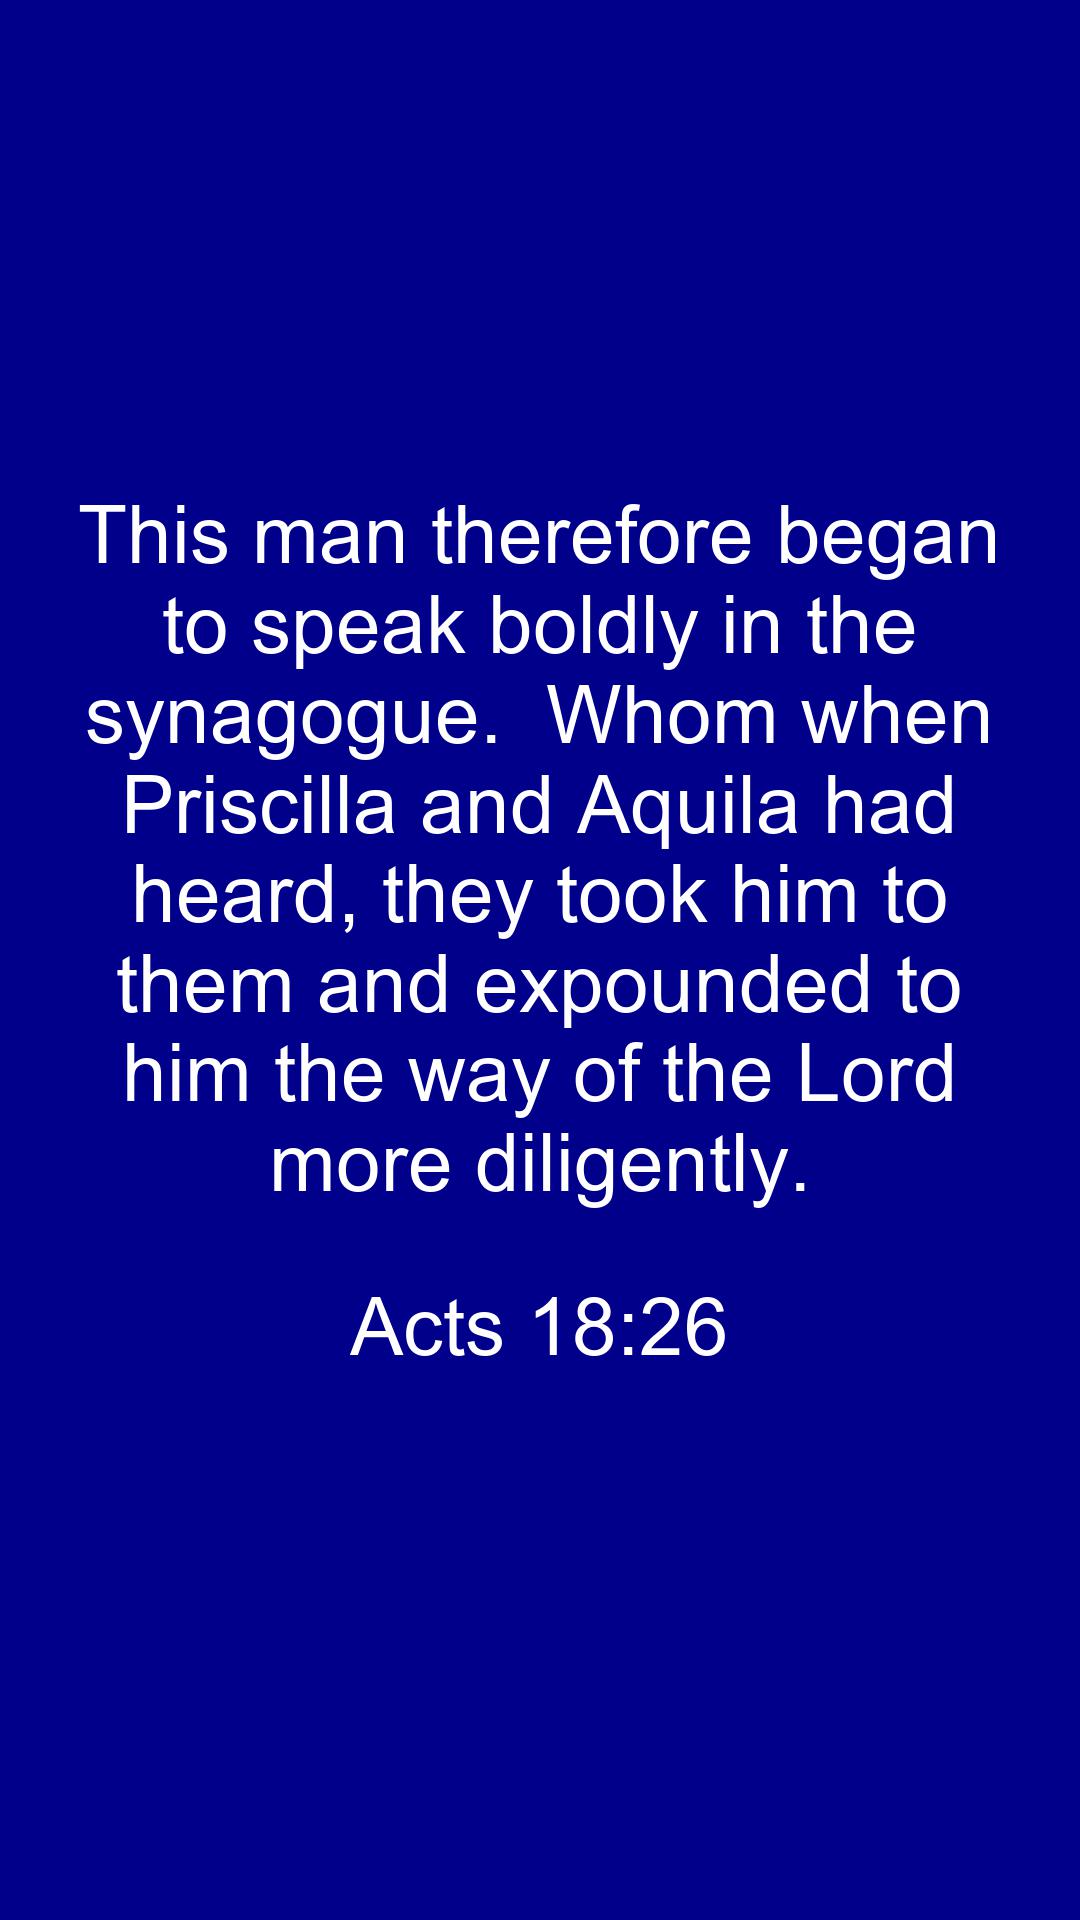 This man therefore began
to speak boldly in the
synagogue.  Whom when
Priscilla and Aquila had
heard, they took him to
them and expounded to
him the way of the Lord
more diligently.
Acts 18:26